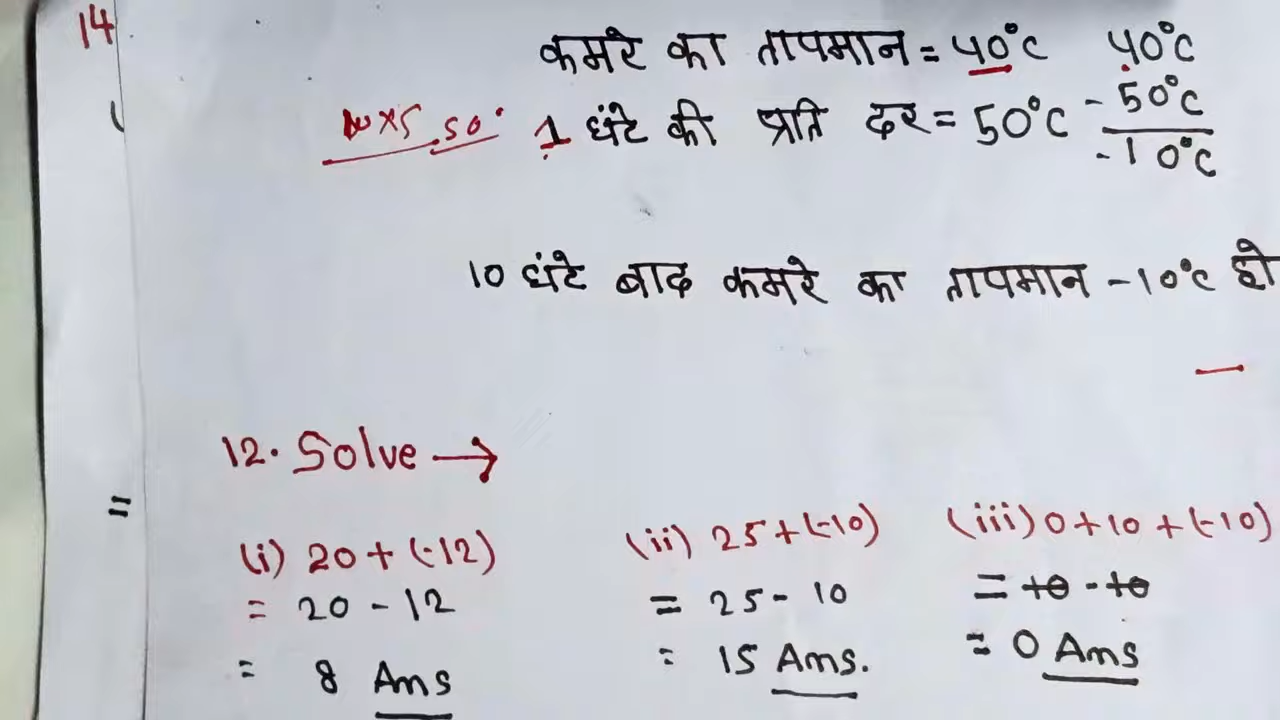 14
कमरे का तापमान = 40°C 40°C
10×5 50° 1 घंटे की प्रति दर = 50°C - 50°C
-10°C
10 घंटे बाद कमरे का तापमान -10°C हो
12. Solve →
=
(i) 20 + (-12) (ii) 25 + (-10) (iii) 0 + 10 + (-10)
= 20 - 12 = 25 - 10 = 10 - 10
= 8 Ans = 15 Ans. = 0 Ans